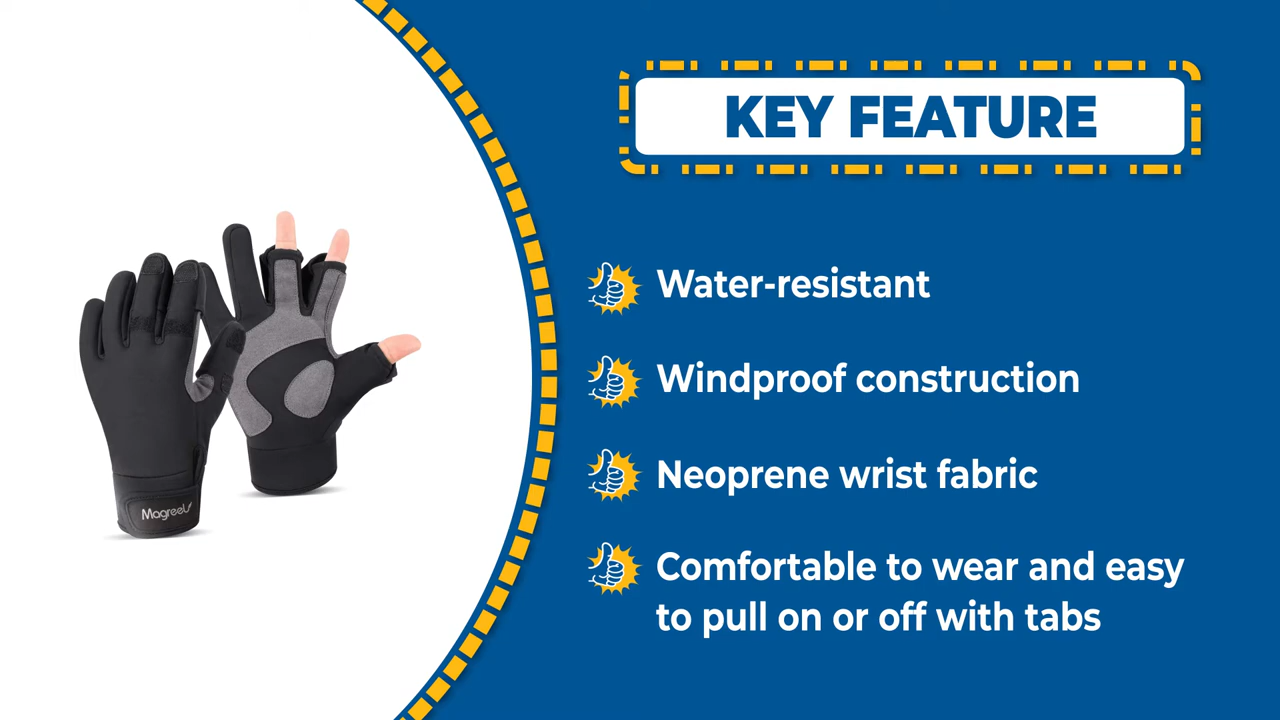 KEY FEATURE
Water-resistant
Windproof construction
Neoprene wrist fabric
Comfortable to wear and easy
to pull on or off with tabs
Magreel